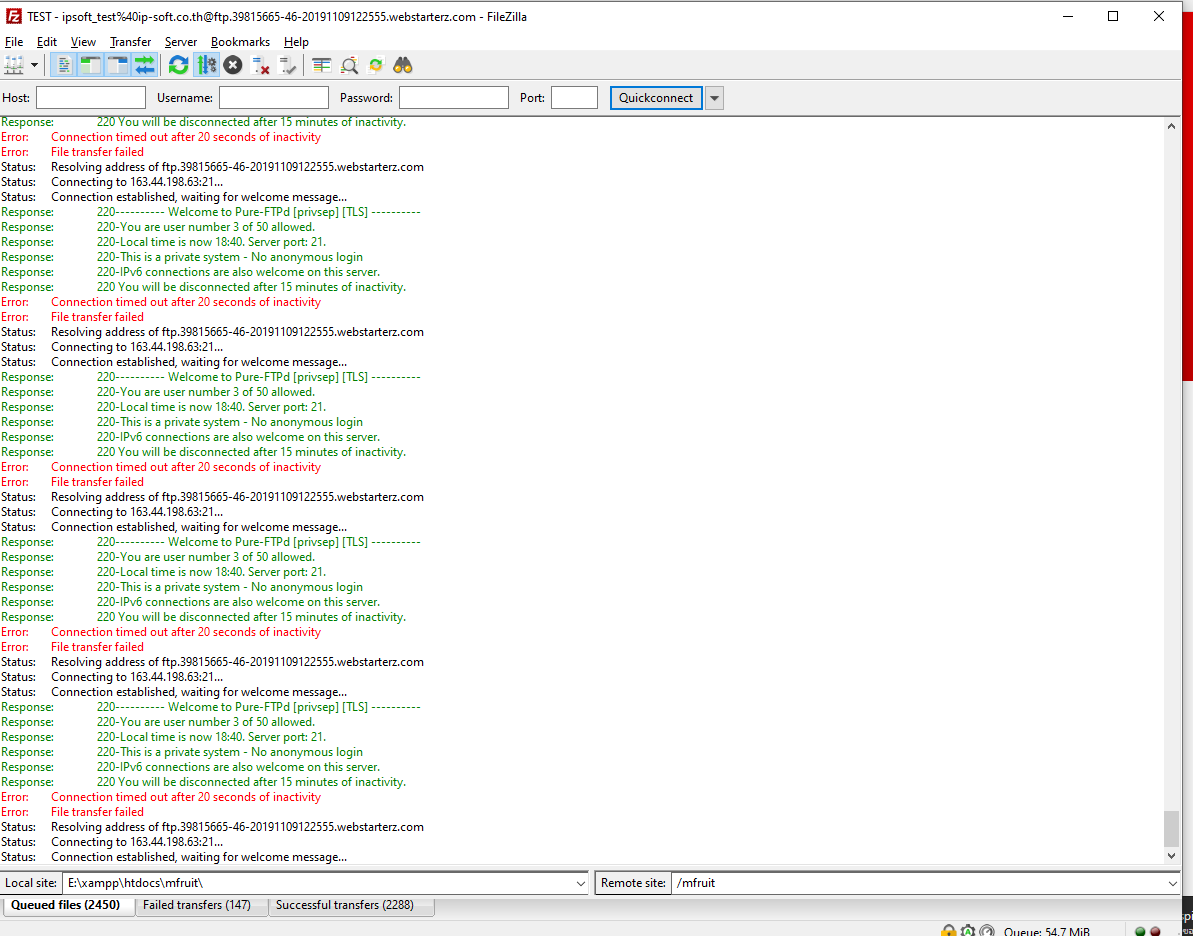 TEST - ipsoft_test%40ip-soft.co.th@ftp.39815665-46-20191109122555.webstarterz.com - FileZilla
File Edit View Transfer Server Bookmarks Help
Host: Username: Password: Port: Quickconnect
Response: 220 You will be disconnected after 15 minutes of inactivity.
Error: Connection timed out after 20 seconds of inactivity
Error: File transfer failed
Status: Resolving address of ftp.39815665-46-20191109122555.webstarterz.com
Status: Connecting to 163.44.198.63:21...
Status: Connection established, waiting for welcome message...
Response: 220---------- Welcome to Pure-FTPd [privsep] [TLS] ----------
Response: 220-You are user number 3 of 50 allowed.
Response: 220-Local time is now 18:40. Server port: 21.
Response: 220-This is a private system - No anonymous login
Response: 220-IPv6 connections are also welcome on this server.
Response: 220 You will be disconnected after 15 minutes of inactivity.
Error: Connection timed out after 20 seconds of inactivity
Error: File transfer failed
Status: Resolving address of ftp.39815665-46-20191109122555.webstarterz.com
Status: Connecting to 163.44.198.63:21...
Status: Connection established, waiting for welcome message...
Response: 220---------- Welcome to Pure-FTPd [privsep] [TLS] ----------
Response: 220-You are user number 3 of 50 allowed.
Response: 220-Local time is now 18:40. Server port: 21.
Response: 220-This is a private system - No anonymous login
Response: 220-IPv6 connections are also welcome on this server.
Response: 220 You will be disconnected after 15 minutes of inactivity.
Error: Connection timed out after 20 seconds of inactivity
Error: File transfer failed
Status: Resolving address of ftp.39815665-46-20191109122555.webstarterz.com
Status: Connecting to 163.44.198.63:21...
Status: Connection established, waiting for welcome message...
Response: 220---------- Welcome to Pure-FTPd [privsep] [TLS] ----------
Response: 220-You are user number 3 of 50 allowed.
Response: 220-Local time is now 18:40. Server port: 21.
Response: 220-This is a private system - No anonymous login
Response: 220-IPv6 connections are also welcome on this server.
Response: 220 You will be disconnected after 15 minutes of inactivity.
Error: Connection timed out after 20 seconds of inactivity
Error: File transfer failed
Status: Resolving address of ftp.39815665-46-20191109122555.webstarterz.com
Status: Connecting to 163.44.198.63:21...
Status: Connection established, waiting for welcome message...
Response: 220---------- Welcome to Pure-FTPd [privsep] [TLS] ----------
Response: 220-You are user number 3 of 50 allowed.
Response: 220-Local time is now 18:40. Server port: 21.
Response: 220-This is a private system - No anonymous login
Response: 220-IPv6 connections are also welcome on this server.
Response: 220 You will be disconnected after 15 minutes of inactivity.
Error: Connection timed out after 20 seconds of inactivity
Error: File transfer failed
Status: Resolving address of ftp.39815665-46-20191109122555.webstarterz.com
Status: Connecting to 163.44.198.63:21...
Status: Connection established, waiting for welcome message...
Local site: E:\xampp\htdocs\mfruit\ Remote site: /mfruit
Queued files (2450) Failed transfers (147) Successful transfers (2288)
Queue: 54.7 MiB